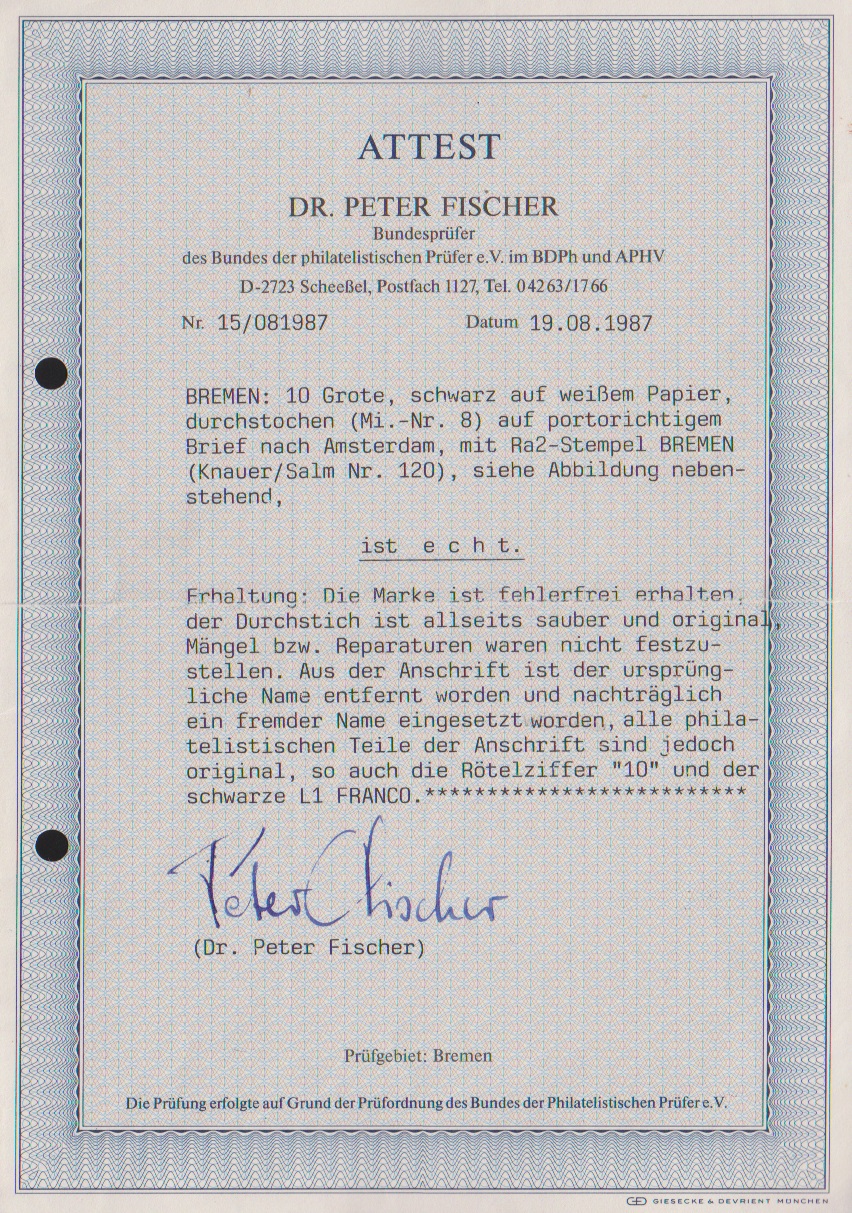 ATTEST
DR. PETER FISCHER
Bundesprüfer
des Bundes der philatelistischen Prüfer e.V. im BDPh und APHV
D-2723 Scheeßel, Postfach 1127, Tel. 04263/1766
Nr. 15/081987 Datum 19.08.1987
BREMEN: 10 Grote, schwarz auf weißem Papier,
durchstochen (Mi.-Nr. 8) auf portorichtigem
Brief nach Amsterdam, mit Ra2-Stempel BREMEN
(Knauer/Salm Nr. 120), siehe Abbildung neben-
stehend,
ist e c h t.
Erhaltung: Die Marke ist fehlerfrei erhalten,
der Durchstich ist allseits sauber und original,
Mängel bzw. Reparaturen waren nicht festzu-
stellen. Aus der Anschrift ist der ursprüng-
liche Name entfernt worden und nachträglich
ein fremder Name eingesetzt worden, alle phila-
telistischen Teile der Anschrift sind jedoch
original, so auch die Rötelziffer "10" und der
schwarze L1 FRANCO.**************************
Peter Fischer
(Dr. Peter Fischer)
Prüfgebiet: Bremen
Die Prüfung erfolgte auf Grund der Prüfordnung des Bundes der Philatelistischen Prüfer e.V.
GIESECKE & DEVRIENT MÜNCHEN